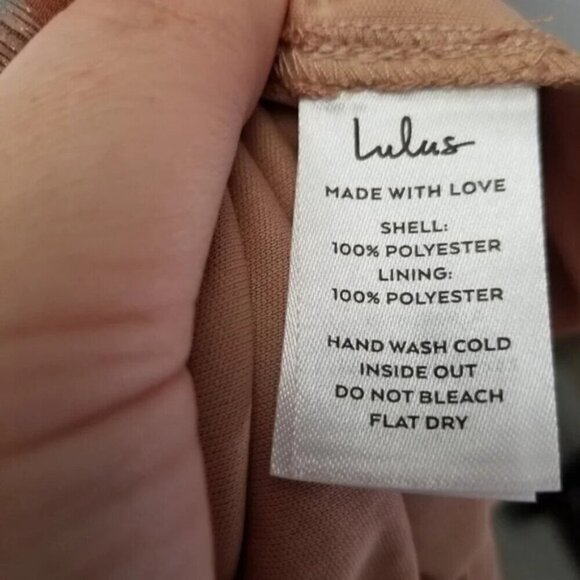 Lulus
MADE WITH LOVE
SHELL:
100% POLYESTER
LINING:
100% POLYESTER
HAND WASH COLD
INSIDE OUT
DO NOT BLEACH
FLAT DRY